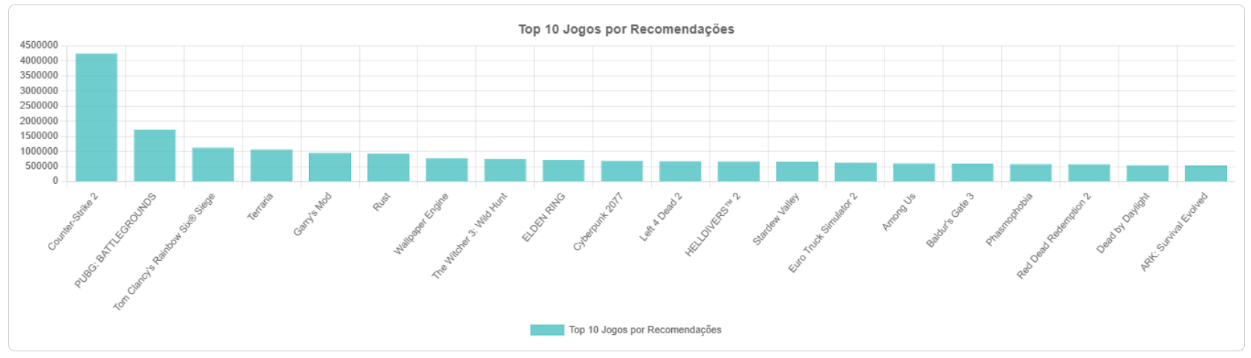 Top 10 Jogos por Recomendações
4500000
4000000
3500000
3000000
2500000
2000000
1500000
1000000
500000
0
Counter-Strike 2
PUBG: BATTLEGROUNDS
Tom Clancy's Rainbow Six® Siege
Terraria
Garry's Mod
Rust
Wallpaper Engine
The Witcher 3: Wild Hunt
ELDEN RING
Cyberpunk 2077
Left 4 Dead 2
HELLDIVERS™ 2
Stardew Valley
Euro Truck Simulator 2
Among Us
Baldur's Gate 3
Phasmophobia
Red Dead Redemption 2
Dead by Daylight
ARK: Survival Evolved
Top 10 Jogos por Recomendações